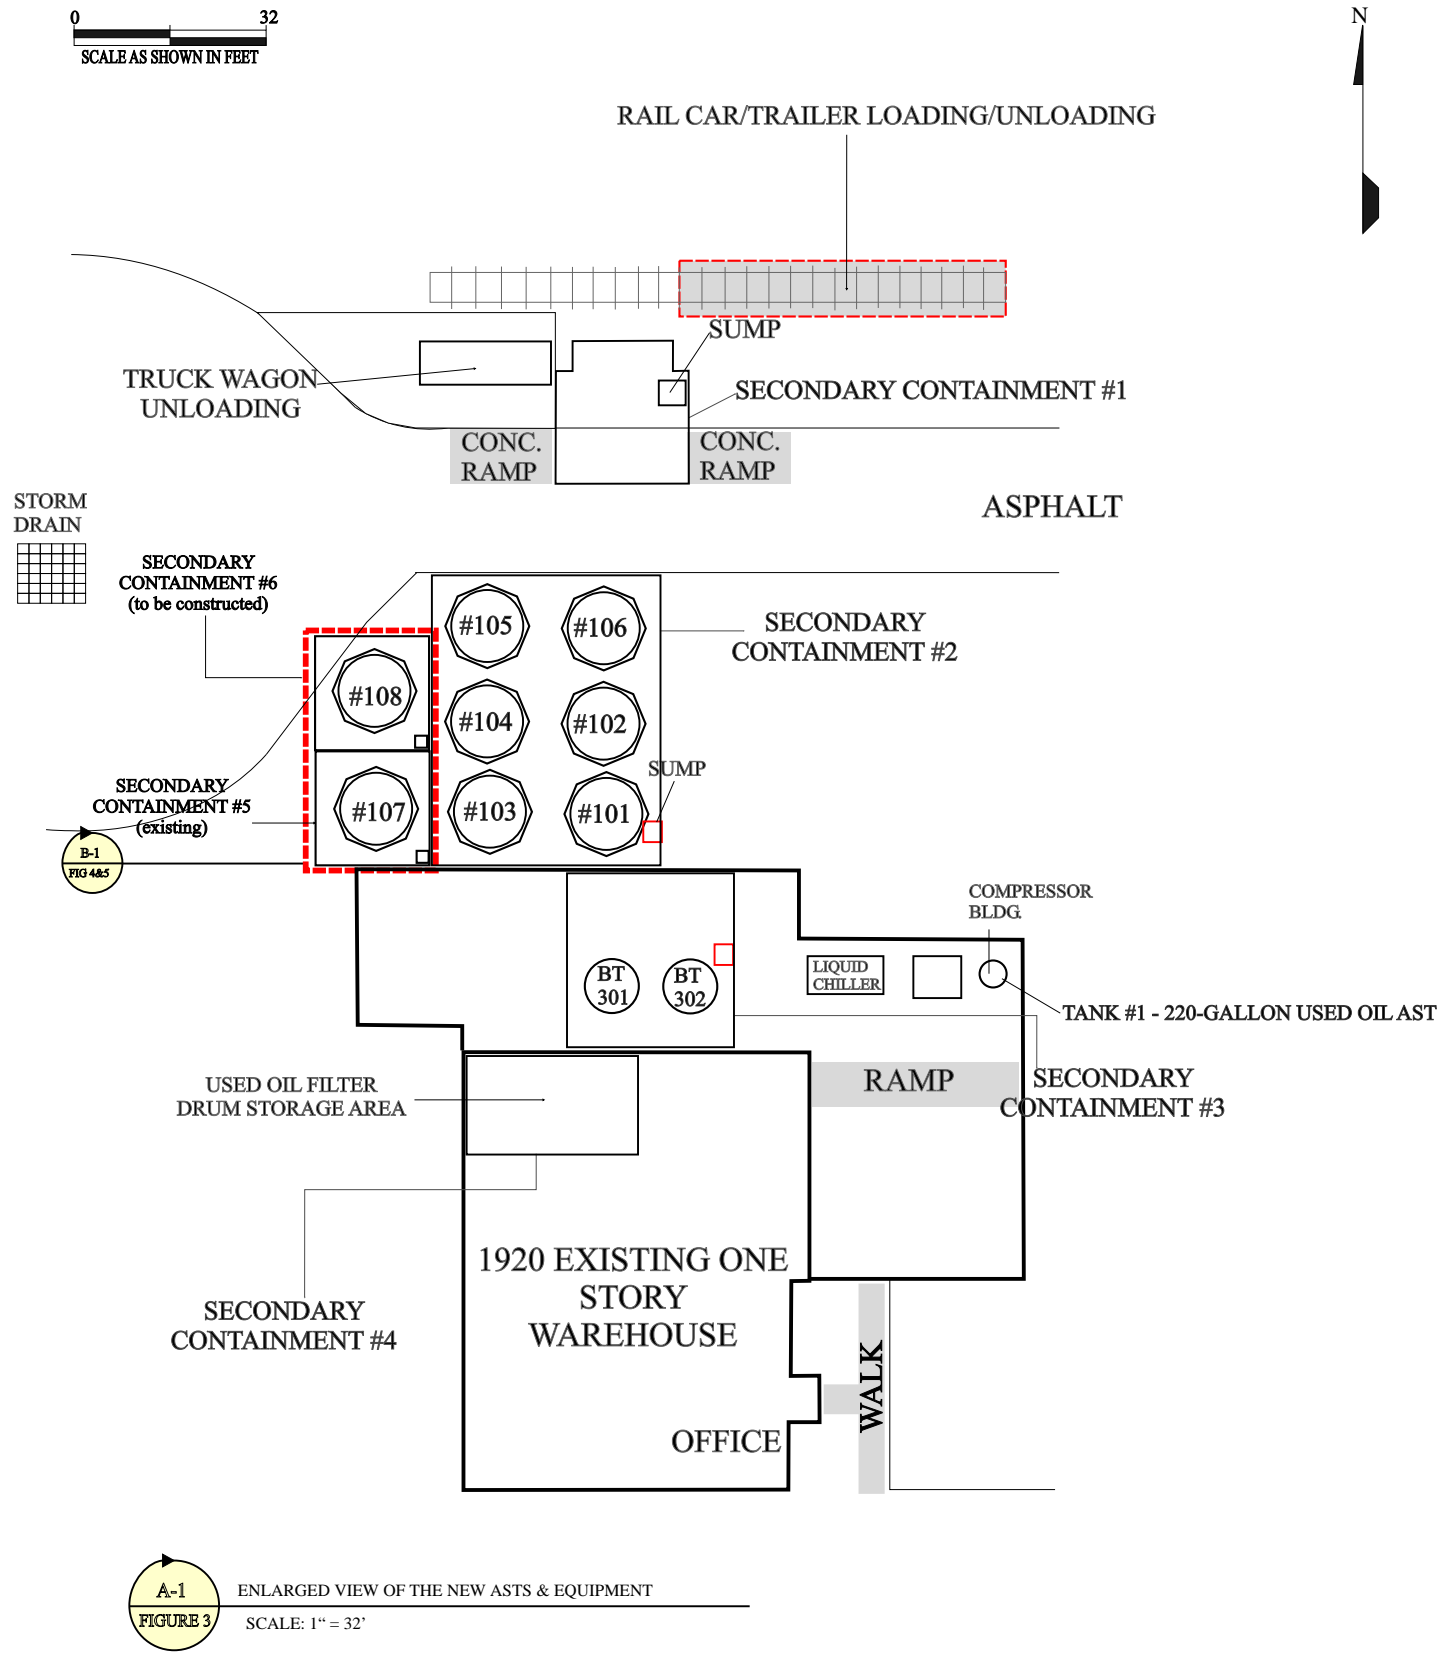 0 32
SCALE AS SHOWN IN FEET
N
RAIL CAR/TRAILER LOADING/UNLOADING
SUMP
TRUCK WAGON
UNLOADING
SECONDARY CONTAINMENT #1
CONC.
RAMP
CONC.
RAMP
STORM
DRAIN
ASPHALT
SECONDARY
CONTAINMENT #6
(to be constructed)
#105
#106
SECONDARY
CONTAINMENT #2
#108
#104
#102
SUMP
SECONDARY
CONTAINMENT #5
(existing)
#107
#103
#101
B-1
FIG 4&5
COMPRESSOR
BLDG.
LIQUID
CHILLER
BT
301
BT
302
TANK #1 - 220-GALLON USED OIL AST
USED OIL FILTER
DRUM STORAGE AREA
RAMP
SECONDARY
CONTAINMENT #3
1920 EXISTING ONE
STORY
WAREHOUSE
SECONDARY
CONTAINMENT #4
WALK
OFFICE
A-1
FIGURE 3
ENLARGED VIEW OF THE NEW ASTS & EQUIPMENT
SCALE: 1“ = 32’